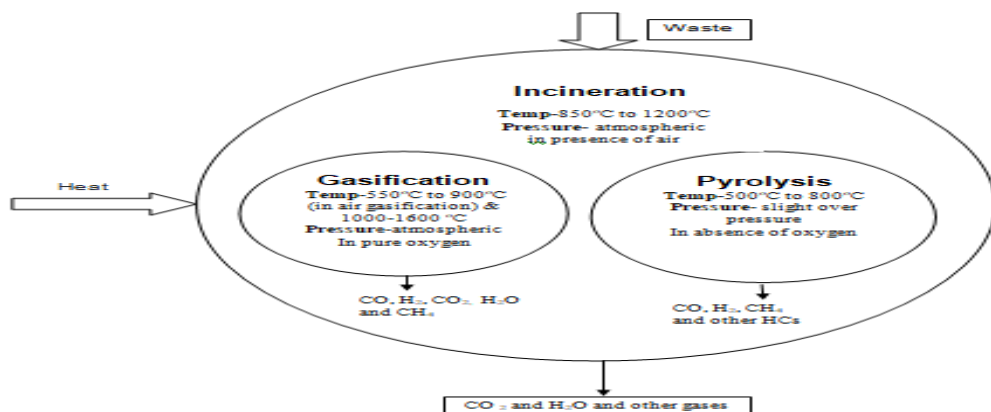 Waste
Incineration
Temp-850°C to 1200°C
Pressure- atmospheric
in presence of air
Heat
Gasification
Temp-550°C to 900°C
(in air gasification) &
1000-1600 °C
Pressure-atmospheric
In pure oxygen
Pyrolysis
Temp-500°C to 800°C
Pressure- slight over
pressure
In absence of oxygen
CO, H₂, CO₂, H₂O
and CH₄
CO, H₂, CH₄
and other HCs
CO ₂ and H₂O and other gases